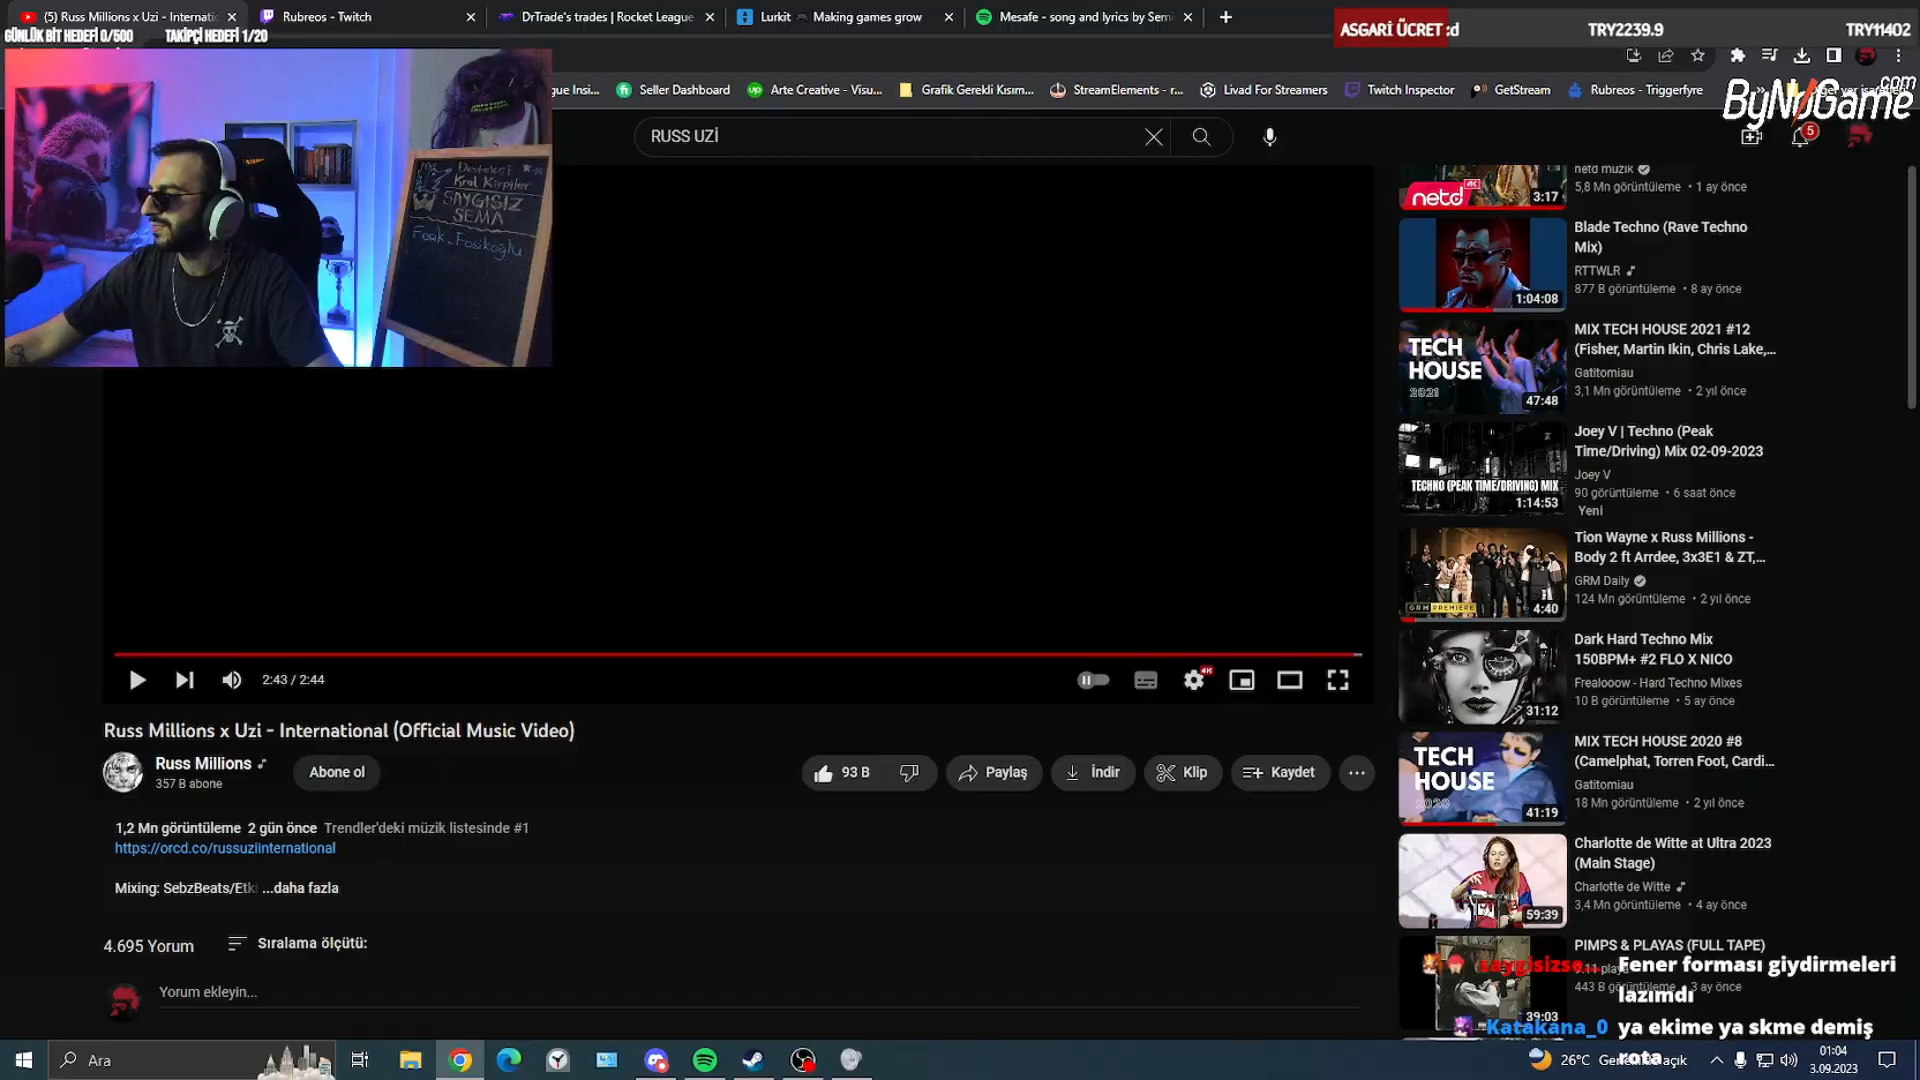 (5) Russ Millions x Uzi - Internatio
Rubreos - Twitch
DrTrade's trades | Rocket League
Lurkit 🎮 Making games grow
Mesafe - song and lyrics by Sem
GÜNLÜK BİT HEDEFİ 0/500
TAKİPÇİ HEDEFİ 1/20
ASGARİ ÜCRET :d
TRY2239.9
TRY11402
gue Insi...
Seller Dashboard
Arte Creative - Visu...
Grafik Gerekli Kısım...
StreamElements - r...
Livad For Streamers
Twitch Inspector
GetStream
Rubreos - Triggerfyre
ByNoGame
.com
RUSS UZİ
5
Destekçi
Kral Kirpiler
SAYGISIZ
SEMA
Fosik_Fosikoğlu
netd
4K
3:17
netd müzik
5,8 Mn görüntüleme • 1 ay önce
1:04:08
Blade Techno (Rave Techno
Mix)
RTTWLR
877 B görüntüleme • 8 ay önce
TECH
HOUSE
2021
47:48
MIX TECH HOUSE 2021 #12
(Fisher, Martin Ikin, Chris Lake,...
Gatitomiau
3,1 Mn görüntüleme • 2 yıl önce
TECHNO (PEAK TIME/DRIVING) MIX
1:14:53
Joey V | Techno (Peak
Time/Driving) Mix 02-09-2023
Joey V
90 görüntüleme • 6 saat önce
Yeni
GRM PREMIERE
4:40
Tion Wayne x Russ Millions -
Body 2 ft Arrdee, 3x3E1 & ZT,...
GRM Daily
124 Mn görüntüleme • 2 yıl önce
31:12
Dark Hard Techno Mix
150BPM+ #2 FLO X NICO
Frealooow - Hard Techno Mixes
10 B görüntüleme • 5 ay önce
TECH
HOUSE
2020
41:19
MIX TECH HOUSE 2020 #8
(Camelphat, Torren Foot, Cardi...
Gatitomiau
18 Mn görüntüleme • 2 yıl önce
59:39
Charlotte de Witte at Ultra 2023
(Main Stage)
Charlotte de Witte
3,4 Mn görüntüleme • 4 ay önce
39:03
PIMPS & PLAYAS (FULL TAPE)
443 B görüntüleme • 3 ay önce
2:43 / 2:44
4K
Russ Millions x Uzi - International (Official Music Video)
Russ Millions
357 B abone
Abone ol
93 B
Paylaş
İndir
Klip
Kaydet
1,2 Mn görüntüleme 2 gün önce Trendler'deki müzik listesinde #1
https://orcd.co/russuziinternational
Mixing: SebzBeats/Etki ...daha fazla
4.695 Yorum
Sıralama ölçütü:
Yorum ekleyin...
saygisizse... Fener forması giydirmeleri
lazımdı
Katakana_0 ya ekime ya skme demiş
rota
Ara
26°C
01:04
3.09.2023